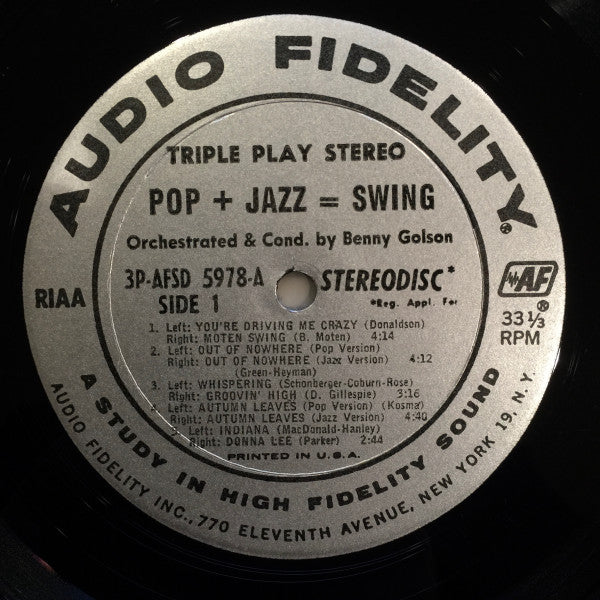 AUDIO FIDELITY®
TRIPLE PLAY STEREO
POP + JAZZ = SWING
Orchestrated & Cond. by Benny Golson
3P-AFSD 5978-A
STEREODISC*
SIDE 1
*Reg. Appl. For
RIAA
AF®
33 1/3
RPM
1. Left: YOU'RE DRIVING ME CRAZY (Donaldson)
Right: MOTEN SWING (B. Moten) 4:14
2. Left: OUT OF NOWHERE (Pop Version)
Right: OUT OF NOWHERE (Jazz Version) 4:12
(Green-Heyman)
3. Left: WHISPERING (Schonberger-Coburn-Rose)
Right: GROOVIN' HIGH (D. Gillespie) 3:16
4. Left: AUTUMN LEAVES (Pop Version) (Kosma)
Right: AUTUMN LEAVES (Jazz Version) 4:40
5. Left: INDIANA (MacDonald-Hanley)
Right: DONNA LEE (Parker) 2:44
PRINTED IN U.S.A.
A STUDY IN HIGH FIDELITY SOUND
AUDIO FIDELITY INC., 770 ELEVENTH AVENUE, NEW YORK 19, N.Y.